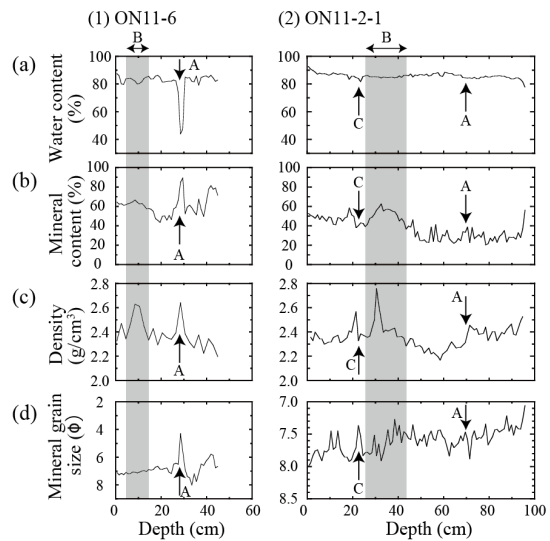 (1) ON11-6
(2) ON11-2-1
B
B
(a)
Water content
(%)
100
80
60
40
A
100
80
60
40
C
A
(b)
Mineral
content (%)
100
80
60
40
20
0
A
100
80
60
40
20
0
C
A
(c)
Density
(g/cm³)
2.8
2.6
2.4
2.2
2.0
A
2.8
2.6
2.4
2.2
2.0
C
A
(d)
Mineral grain
size (ϕ)
2
4
6
8
A
7.0
7.5
8.0
8.5
C
A
0 20 40 60
0 20 40 60 80 100
Depth (cm)
Depth (cm)